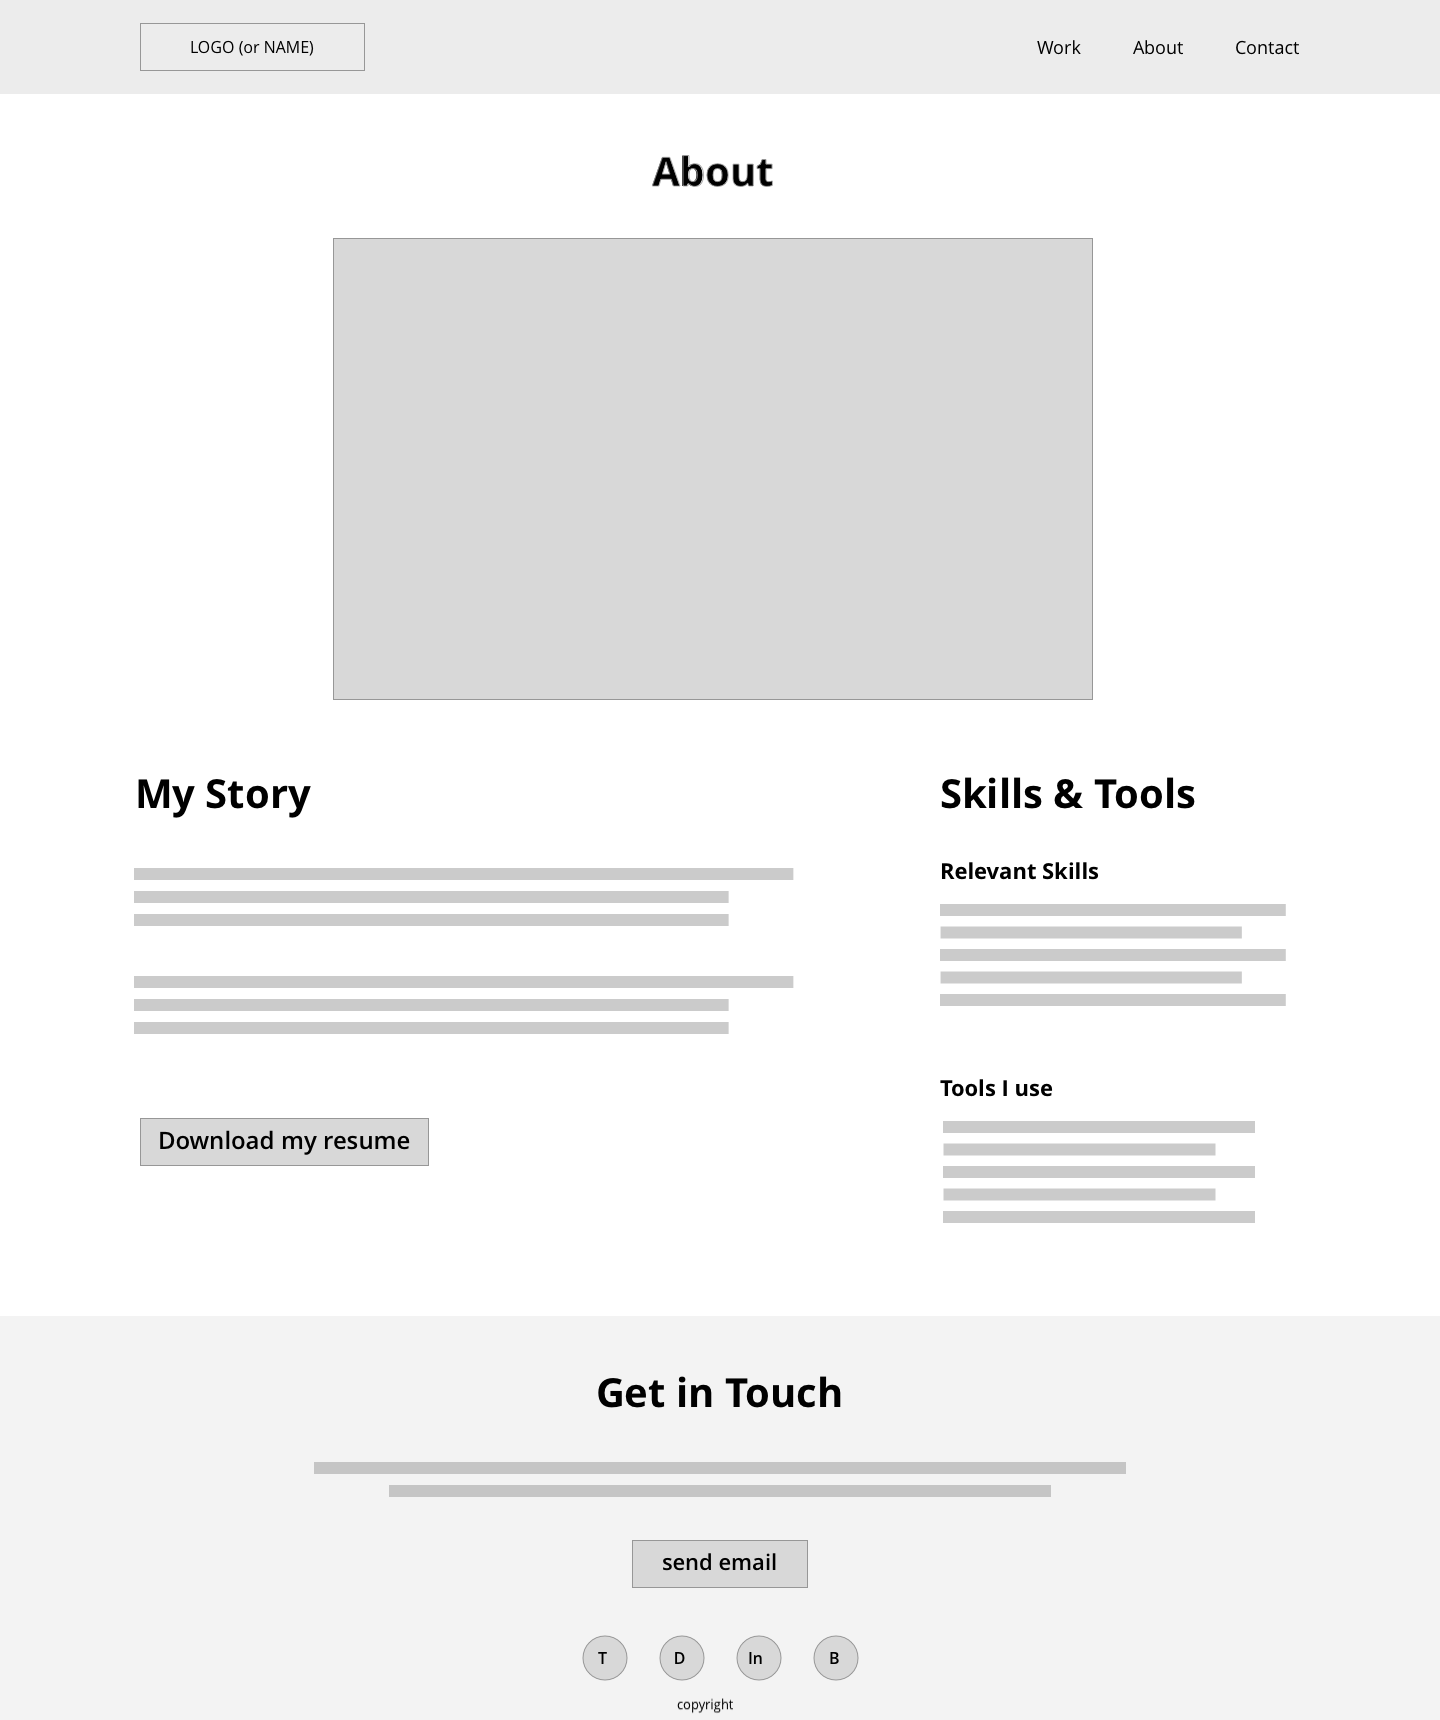 LOGO (or NAME)
Work About Contact
About
My Story
Skills & Tools
Relevant Skills
Tools I use
Download my resume
Get in Touch
send email
T D In B
copyright